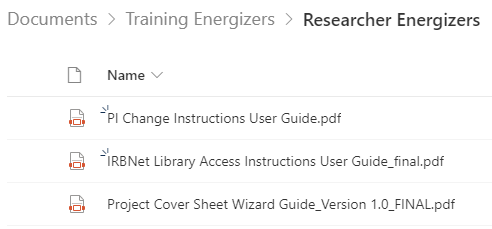 Documents > Training Energizers > Researcher Energizers
Name
PI Change Instructions User Guide.pdf
IRBNet Library Access Instructions User Guide_final.pdf
Project Cover Sheet Wizard Guide_Version 1.0_FINAL.pdf